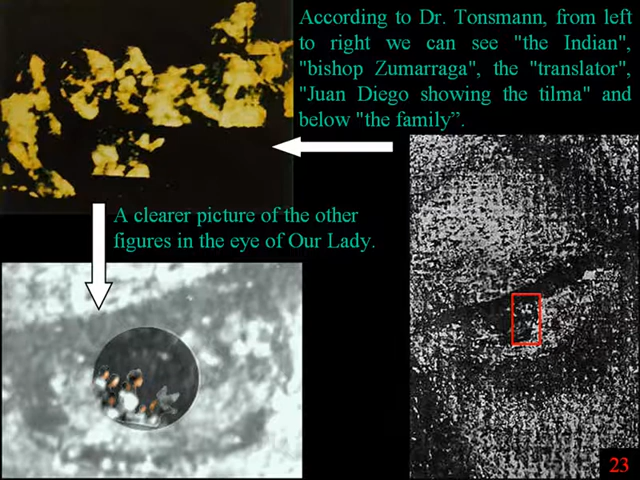 According to Dr. Tonsmann, from left
to right we can see "the Indian",
"bishop Zumarraga", the "translator",
"Juan Diego showing the tilma" and
below "the family”.
A clearer picture of the other
figures in the eye of Our Lady.
23